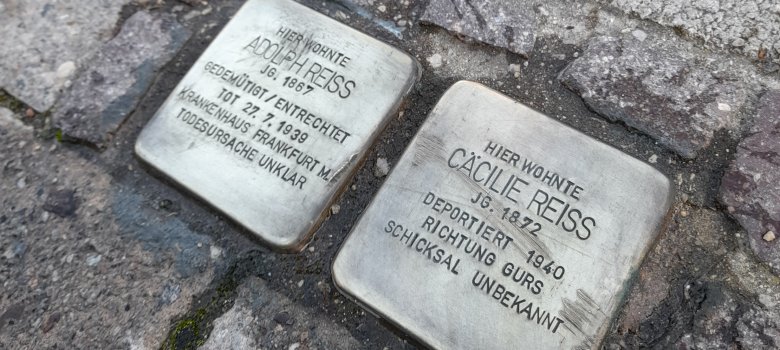 HIER WOHNTE
ADOLPH REISS
JG. 1867
GEDEMÜTIGT / ENTRECHTET
TOT 27. 7. 1939
KRANKENHAUS FRANKFURT M.
TODESURSACHE UNKLAR
HIER WOHNTE
CÄCILIE REISS
JG. 1872
DEPORTIERT 1940
RICHTUNG GURS
SCHICKSAL UNBEKANNT